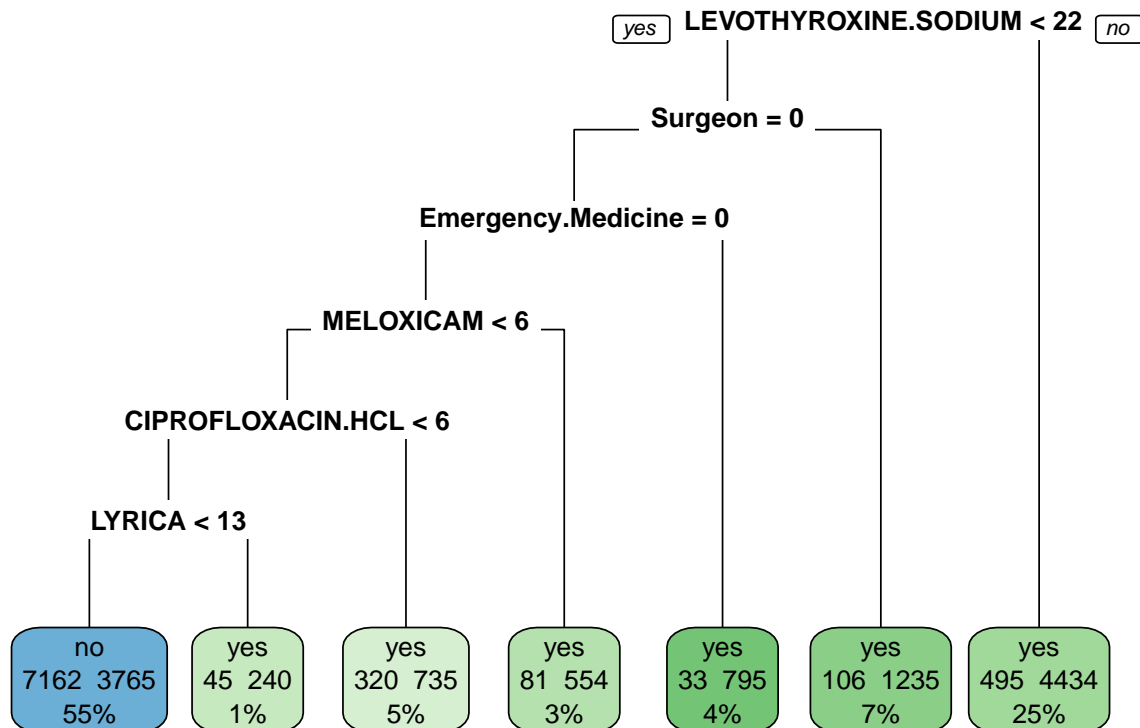 yes LEVOTHYROXINE.SODIUM < 22 no
Surgeon = 0
Emergency.Medicine = 0
MELOXICAM < 6
CIPROFLOXACIN.HCL < 6
LYRICA < 13
no yes yes yes yes yes yes
7162 3765 45 240 320 735 81 554 33 795 106 1235 495 4434
55% 1% 5% 3% 4% 7% 25%